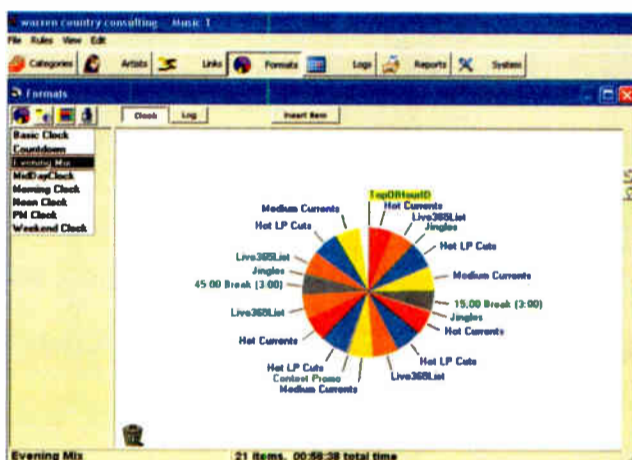 warren country consulting Music 1
File Rules View Edit
Categories Artists Links Formats Logs Reports System
Formats
Clock Log Insert Item
Basic Clock
Countdown
Evening Mix
MidDayClock
Morning Clock
Noon Clock
PM Clock
Weekend Clock
TopOfHourID
Hot Currents
Live365List
Jingles
Hot LP Cuts
Medium Currents
15:00 Break (3:00)
Jingles
Hot Currents
Hot LP Cuts
Live365List
Medium Currents
Contest Promo
Hot LP Cuts
Hot Currents
Live365List
45:00 Break (3:00)
Jingles
Live365List
Hot LP Cuts
Medium Currents
Evening Mix 21 items, 00:58:38 total time